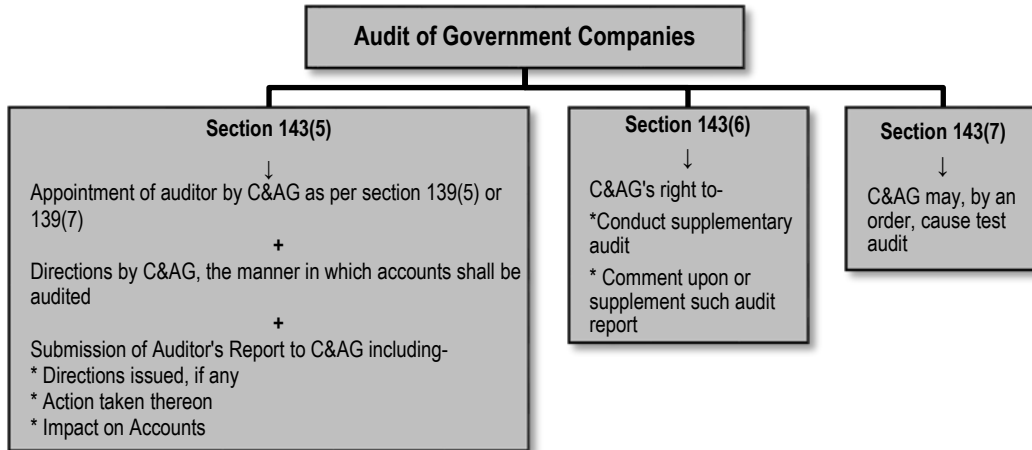 Audit of Government Companies
Section 143(5)
↓
Appointment of auditor by C&AG as per section 139(5) or
139(7)
+
Directions by C&AG, the manner in which accounts shall be
audited
+
Submission of Auditor's Report to C&AG including-
* Directions issued, if any
* Action taken thereon
* Impact on Accounts
Section 143(6)
↓
C&AG's right to-
*Conduct supplementary
audit
* Comment upon or
supplement such audit
report
Section 143(7)
↓
C&AG may, by an
order, cause test
audit